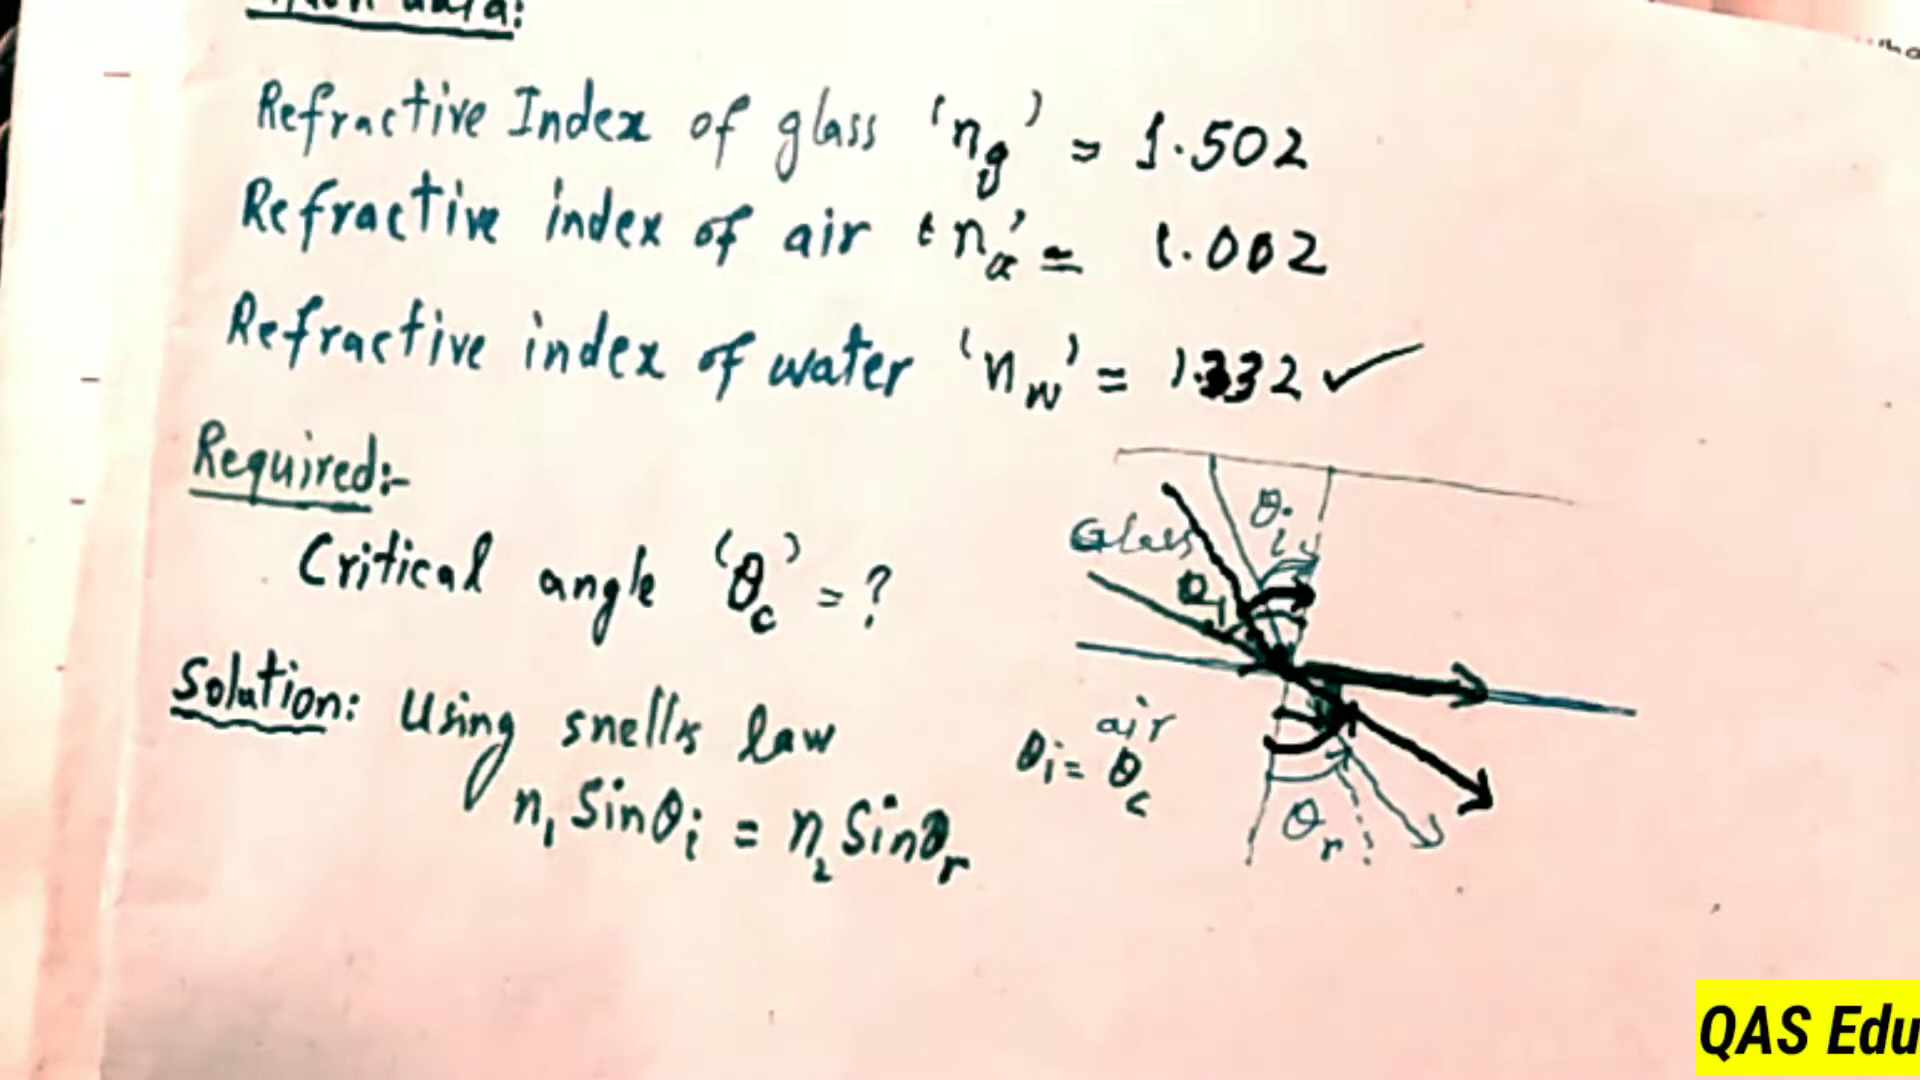 data:
Refractive Index of glass 'ng' = 1.502
Refractive index of air 'na' = 1.002
Refractive index of water 'nw' = 1.332 ✓
Required:-
Critical angle 'θc' = ?
Solution: Using snell's law
n₁ Sinθi = n₂ Sinθr
Glass
θi
air
θi = θc
θr
QAS Edu